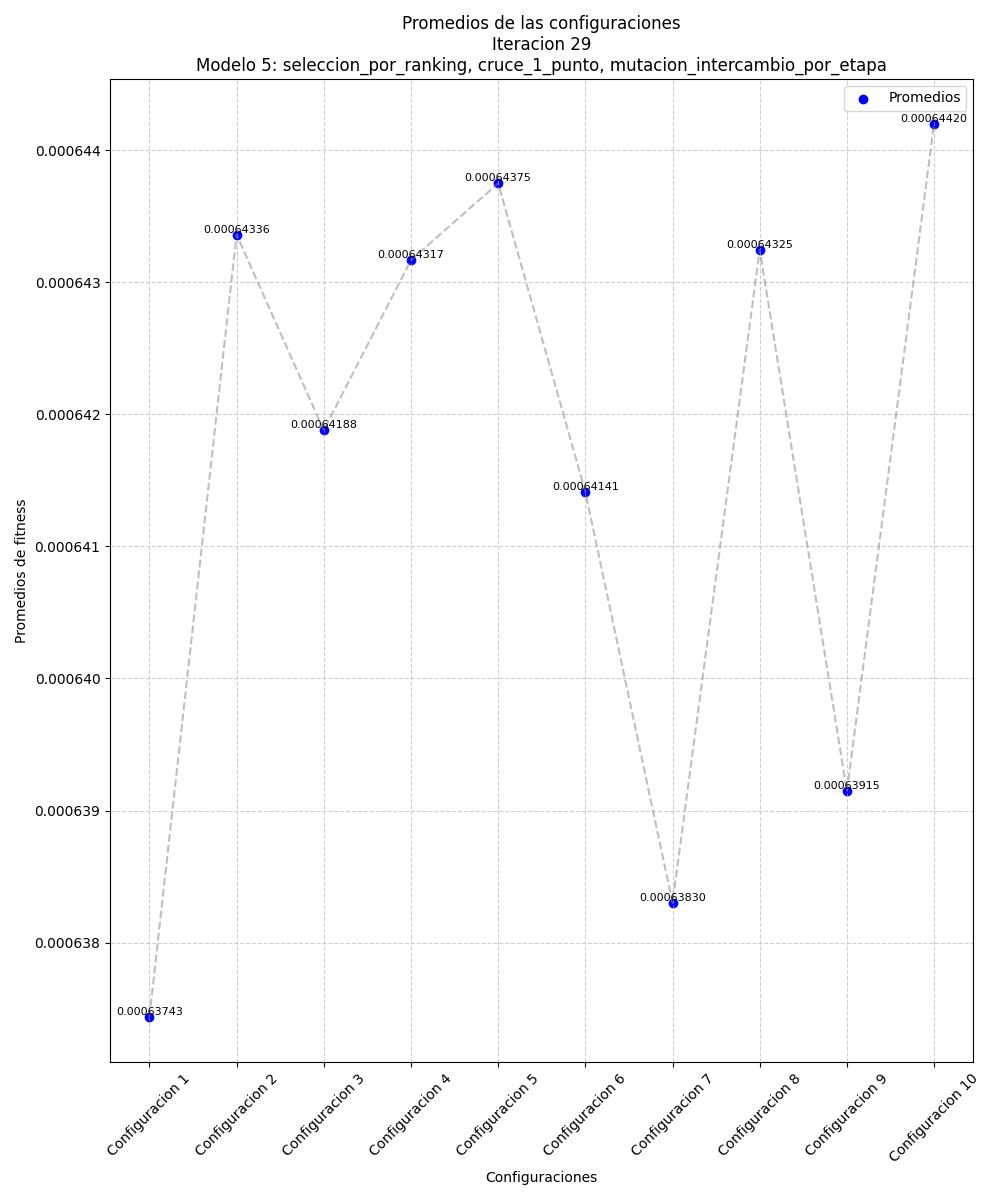 Promedios de las configuraciones
Iteracion 29
Modelo 5: seleccion_por_ranking, cruce_1_punto, mutacion_intercambio_por_etapa
Promedios
0.00064420
0.000644
0.00064375
0.00064336
0.00064325
0.00064317
0.000643
0.000642
0.00064188
0.00064141
0.000641
Promedios de fitness
0.000640
0.00063915
0.000639
0.00063830
0.000638
0.00063743
Configuracion 1
Configuracion 2
Configuracion 3
Configuracion 4
Configuracion 5
Configuracion 6
Configuracion 7
Configuracion 8
Configuracion 9
Configuracion 10
Configuraciones